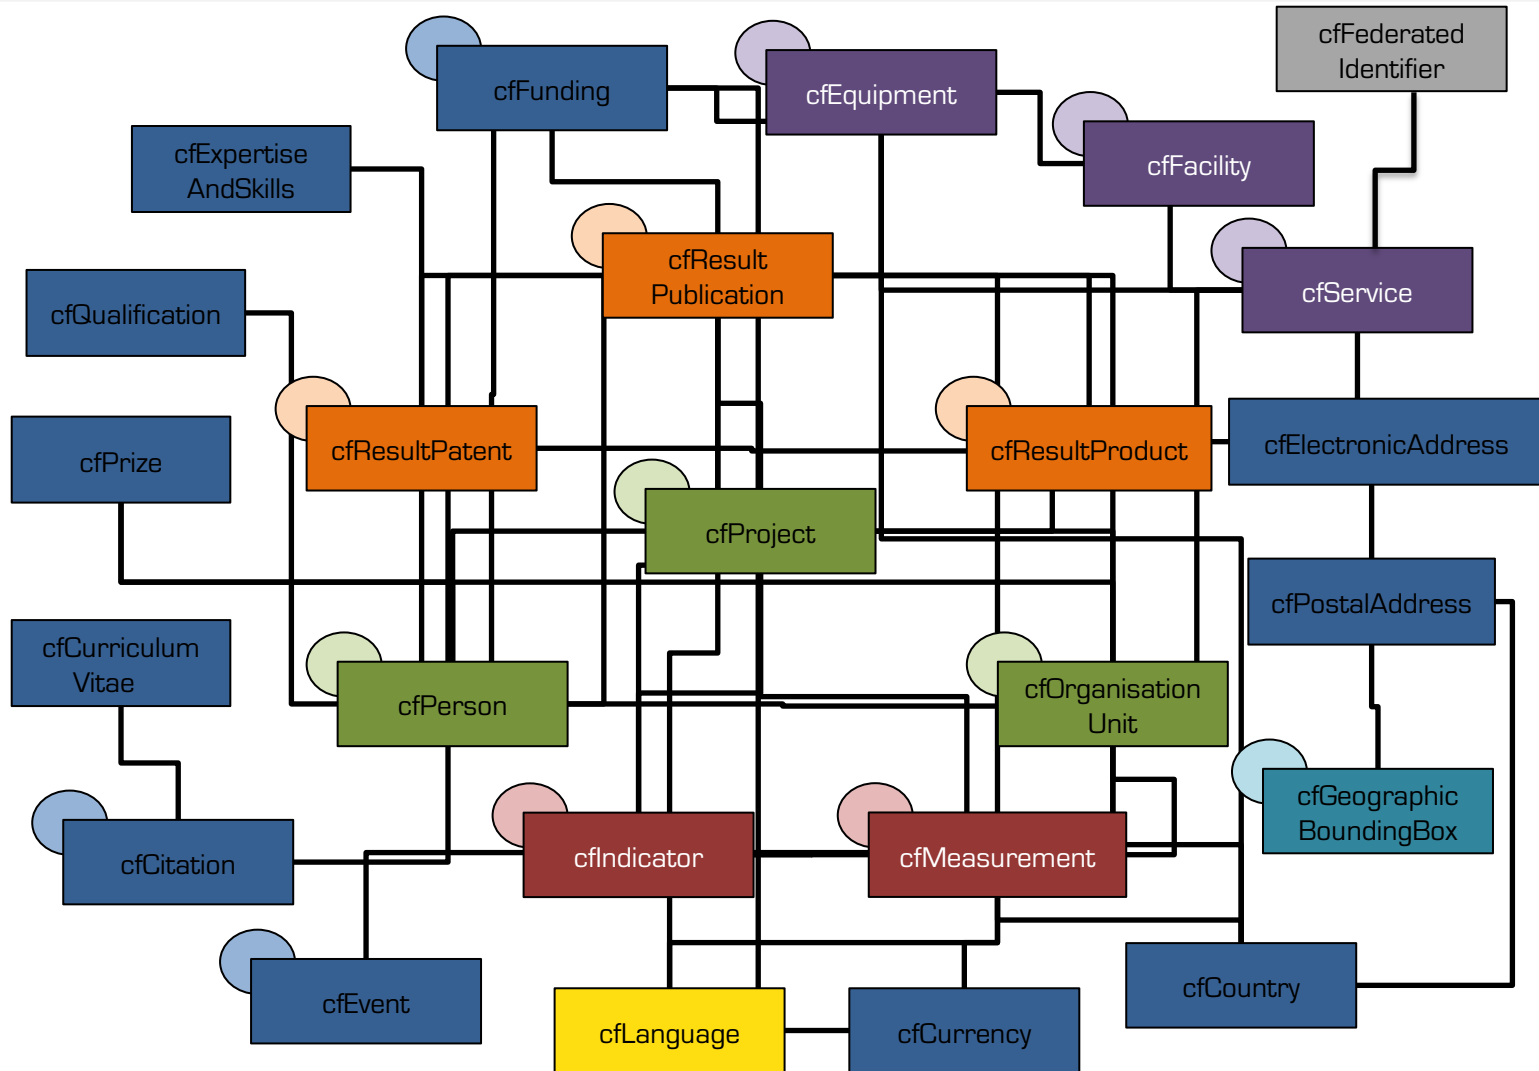 cfFunding
cfEquipment
cfFederated
Identifier
cfExpertise
AndSkills
cfFacility
cfResult
Publication
cfQualification
cfService
cfResultPatent
cfResultProduct
cfElectronicAddress
cfPrize
cfProject
cfPostalAddress
cfCurriculum
Vitae
cfPerson
cfOrganisation
Unit
cfGeographic
BoundingBox
cfCitation
cfIndicator
cfMeasurement
cfEvent
cfLanguage
cfCurrency
cfCountry